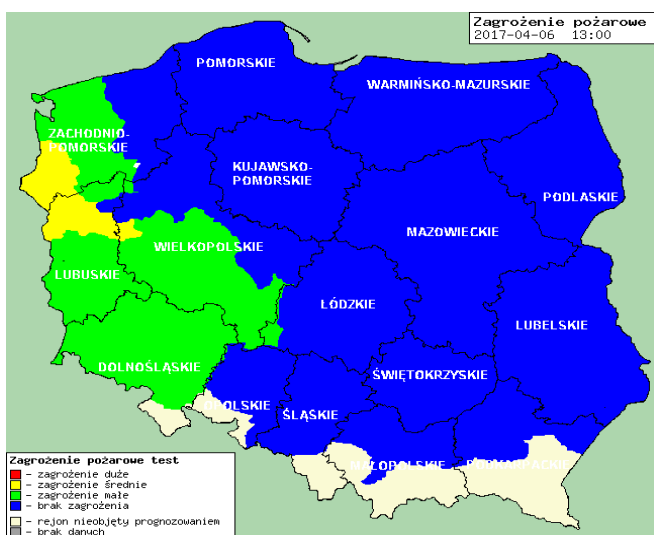 Zagrożenie pożarowe
2017-04-06 13:00
POMORSKIE
WARMIŃSKO-MAZURSKIE
ZACHODNIO-
POMORSKIE
KUJAWSKO-
POMORSKIE
PODLASKIE
MAZOWIECKIE
WIELKOPOLSKIE
LUBUSKIE
ŁÓDZKIE
LUBELSKIE
DOLNOŚLĄSKIE
ŚWIĘTOKRZYSKIE
OPOLSKIE
ŚLĄSKIE
MAŁOPOLSKIE
PODKARPACKIE
Zagrożenie pożarowe test
- zagrożenie duże
- zagrożenie średnie
- zagrożenie małe
- brak zagrożenia
- rejon nieobjęty prognozowaniem
- brak danych